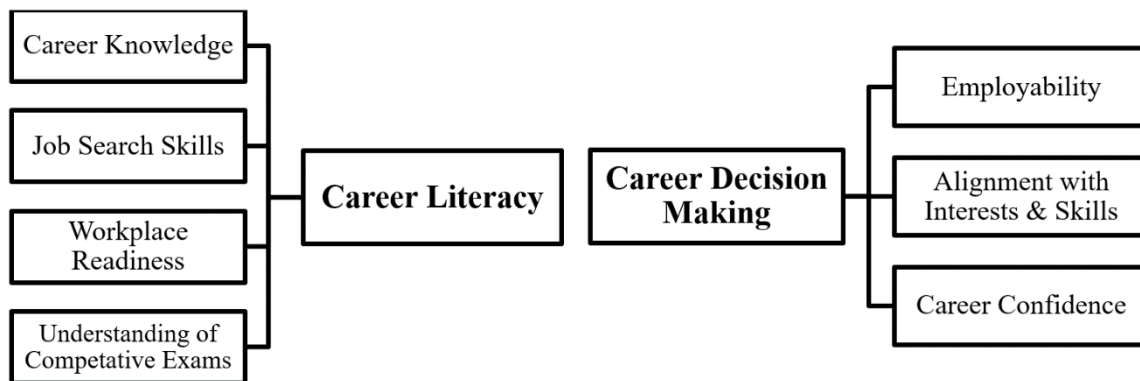 Career Knowledge
Job Search Skills
Workplace
Readiness
Understanding of
Competative Exams
Career Literacy
Career Decision
Making
Employability
Alignment with
Interests & Skills
Career Confidence